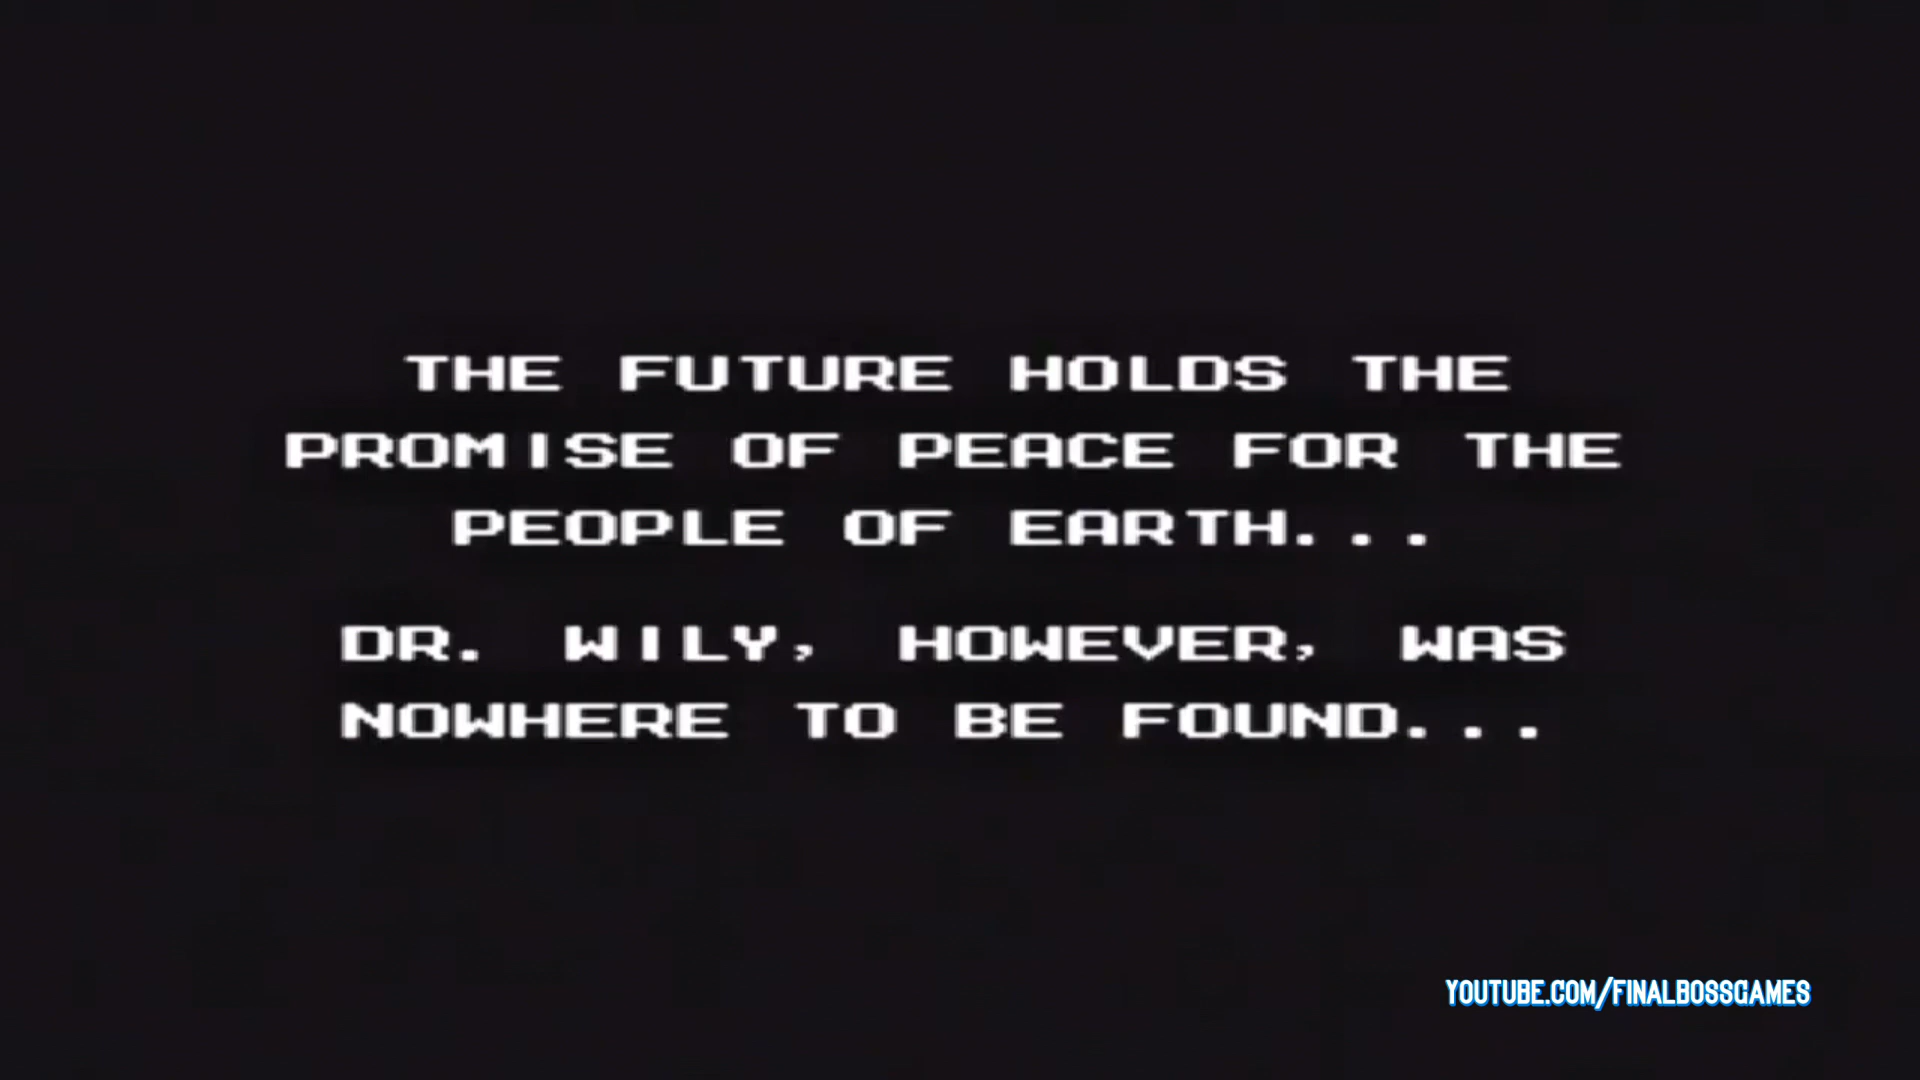 THE FUTURE HOLDS THE
PROMISE OF PEACE FOR THE
PEOPLE OF EARTH...
DR. WILY, HOWEVER, WAS
NOWHERE TO BE FOUND...
YOUTUBE.COM/FINALBOSSGAMES